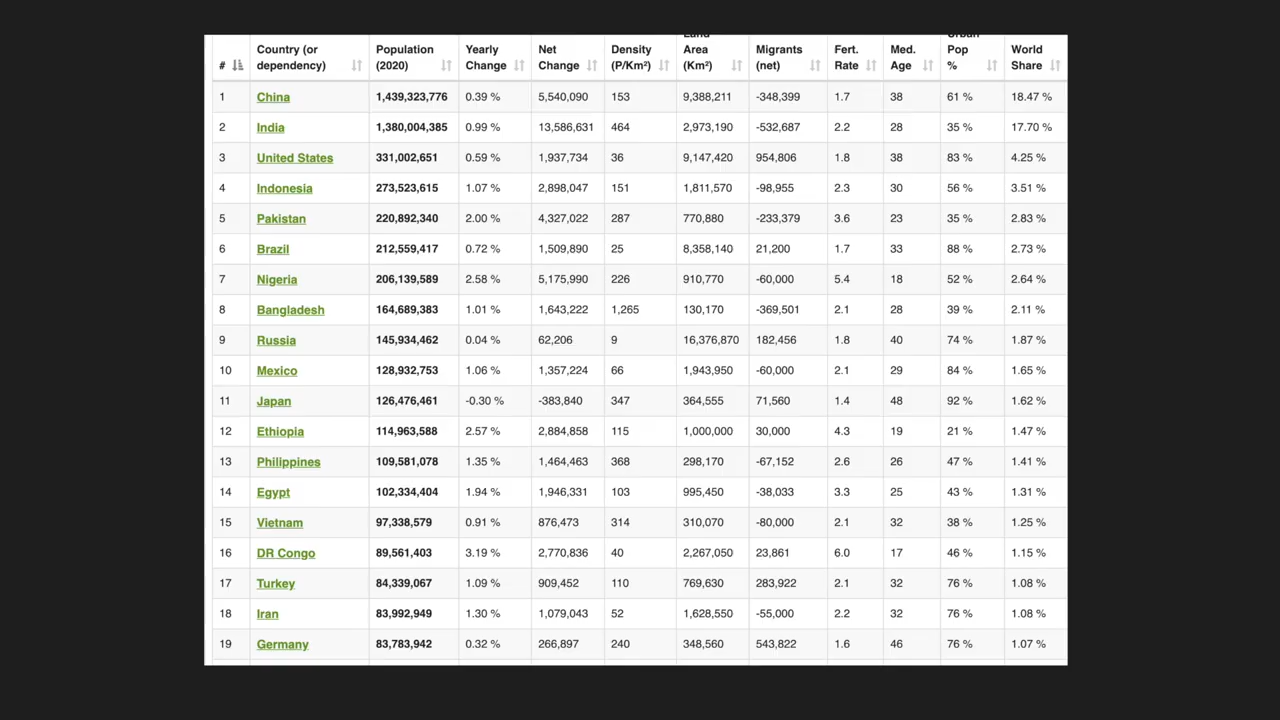 # Country (or dependency) Population (2020) Yearly Change Net Change Density (P/Km²) Land Area (Km²) Migrants (net) Fert. Rate Med. Age Urban Pop % World Share
1 China 1,439,323,776 0.39 % 5,540,090 153 9,388,211 -348,399 1.7 38 61 % 18.47 %
2 India 1,380,004,385 0.99 % 13,586,631 464 2,973,190 -532,687 2.2 28 35 % 17.70 %
3 United States 331,002,651 0.59 % 1,937,734 36 9,147,420 954,806 1.8 38 83 % 4.25 %
4 Indonesia 273,523,615 1.07 % 2,898,047 151 1,811,570 -98,955 2.3 30 56 % 3.51 %
5 Pakistan 220,892,340 2.00 % 4,327,022 287 770,880 -233,379 3.6 23 35 % 2.83 %
6 Brazil 212,559,417 0.72 % 1,509,890 25 8,358,140 21,200 1.7 33 88 % 2.73 %
7 Nigeria 206,139,589 2.58 % 5,175,990 226 910,770 -60,000 5.4 18 52 % 2.64 %
8 Bangladesh 164,689,383 1.01 % 1,643,222 1,265 130,170 -369,501 2.1 28 39 % 2.11 %
9 Russia 145,934,462 0.04 % 62,206 9 16,376,870 182,456 1.8 40 74 % 1.87 %
10 Mexico 128,932,753 1.06 % 1,357,224 66 1,943,950 -60,000 2.1 29 84 % 1.65 %
11 Japan 126,476,461 -0.30 % -383,840 347 364,555 71,560 1.4 48 92 % 1.62 %
12 Ethiopia 114,963,588 2.57 % 2,884,858 115 1,000,000 30,000 4.3 19 21 % 1.47 %
13 Philippines 109,581,078 1.35 % 1,464,463 368 298,170 -67,152 2.6 26 47 % 1.41 %
14 Egypt 102,334,404 1.94 % 1,946,331 103 995,450 -38,033 3.3 25 43 % 1.31 %
15 Vietnam 97,338,579 0.91 % 876,473 314 310,070 -80,000 2.1 32 38 % 1.25 %
16 DR Congo 89,561,403 3.19 % 2,770,836 40 2,267,050 23,861 6.0 17 46 % 1.15 %
17 Turkey 84,339,067 1.09 % 909,452 110 769,630 283,922 2.1 32 76 % 1.08 %
18 Iran 83,992,949 1.30 % 1,079,043 52 1,628,550 -55,000 2.2 32 76 % 1.08 %
19 Germany 83,783,942 0.32 % 266,897 240 348,560 543,822 1.6 46 76 % 1.07 %